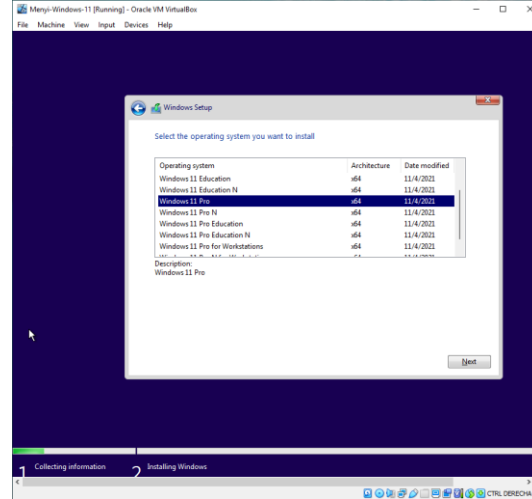 Menyi-Windows-11 [Running] - Oracle VM VirtualBox
File Machine View Input Devices Help
Windows Setup
Select the operating system you want to install
Operating system Architecture Date modified
Windows 11 Education x64 11/4/2021
Windows 11 Education N x64 11/4/2021
Windows 11 Pro x64 11/4/2021
Windows 11 Pro N x64 11/4/2021
Windows 11 Pro Education x64 11/4/2021
Windows 11 Pro Education N x64 11/4/2021
Windows 11 Pro for Workstations x64 11/4/2021
Description:
Windows 11 Pro
Next
1 Collecting information 2 Installing Windows
CTRL DERECHA